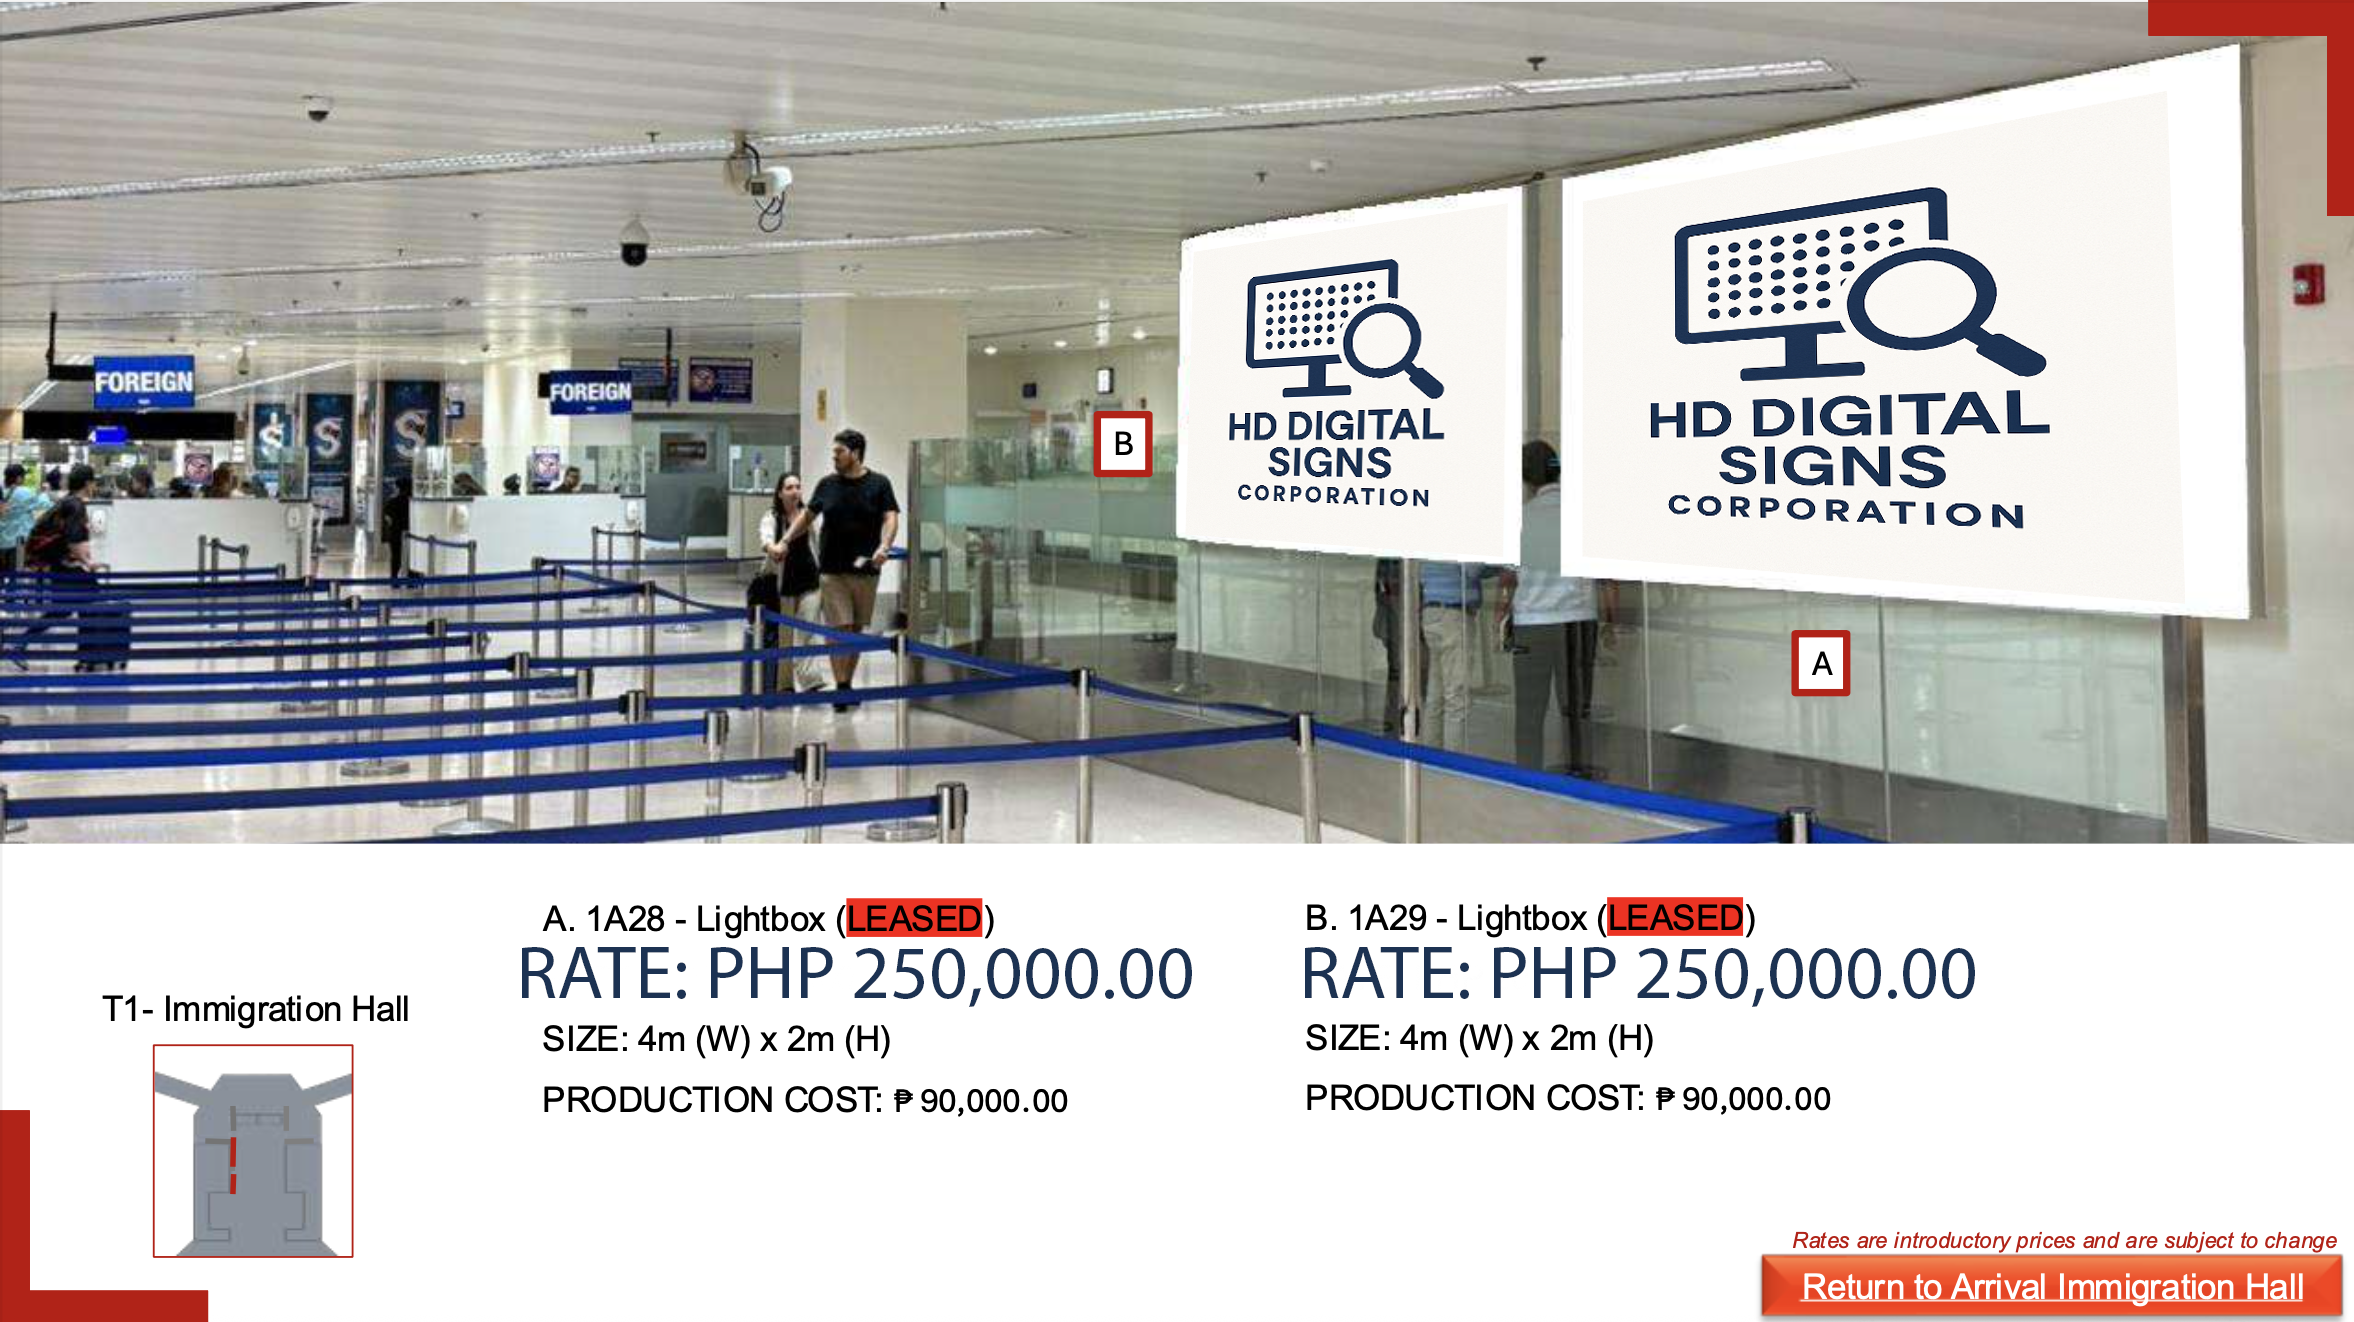 FOREIGN
FOREIGN
S
S
S
HD DIGITAL
SIGNS
CORPORATION
HD DIGITAL
SIGNS
CORPORATION
B
A
A. 1A28 - Lightbox (LEASED)
RATE: PHP 250,000.00
SIZE: 4m (W) x 2m (H)
PRODUCTION COST: ₱ 90,000.00
B. 1A29 - Lightbox (LEASED)
RATE: PHP 250,000.00
SIZE: 4m (W) x 2m (H)
PRODUCTION COST: ₱ 90,000.00
T1- Immigration Hall
Rates are introductory prices and are subject to change
Return to Arrival Immigration Hall